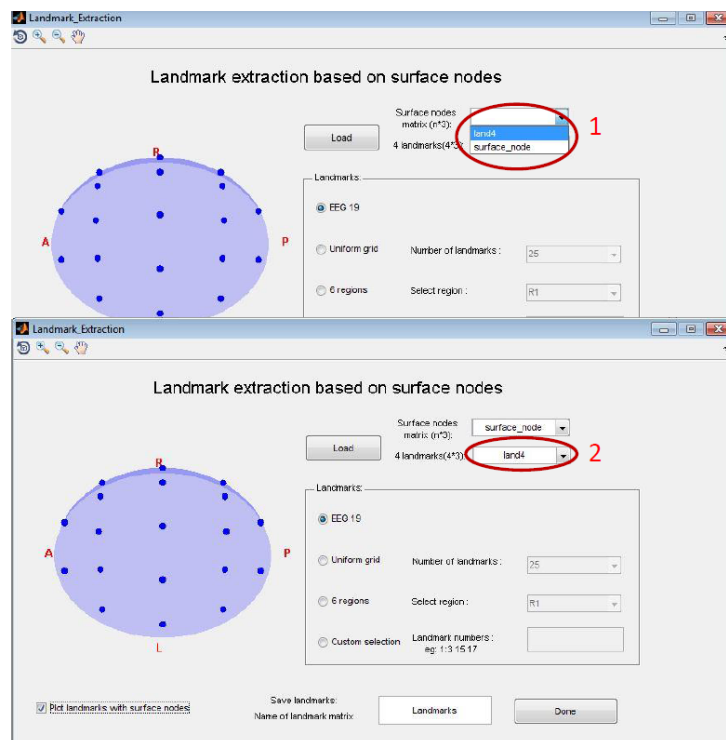 Landmark_Extraction
Landmark extraction based on surface nodes
Surface nodes
matrix (n*3):
1
land4
Load
4 landmarks(4*3):
surface_node
R
Landmarks:
EEG 19
A
P
Uniform grid
Number of landmarks :
25
6 regions
Select region :
R1
Landmark_Extraction
Landmark extraction based on surface nodes
Surface nodes
matrix (n*3):
surface_node
Load
4 landmarks(4*3):
land4
2
R
Landmarks:
EEG 19
A
P
Uniform grid
Number of landmarks :
25
6 regions
Select region :
R1
Custom selection
Landmark numbers :
eg: 1:3 15 17
L
Plot landmarks with surface nodes
Save landmarks:
Name of landmark matrix
Landmarks
Done